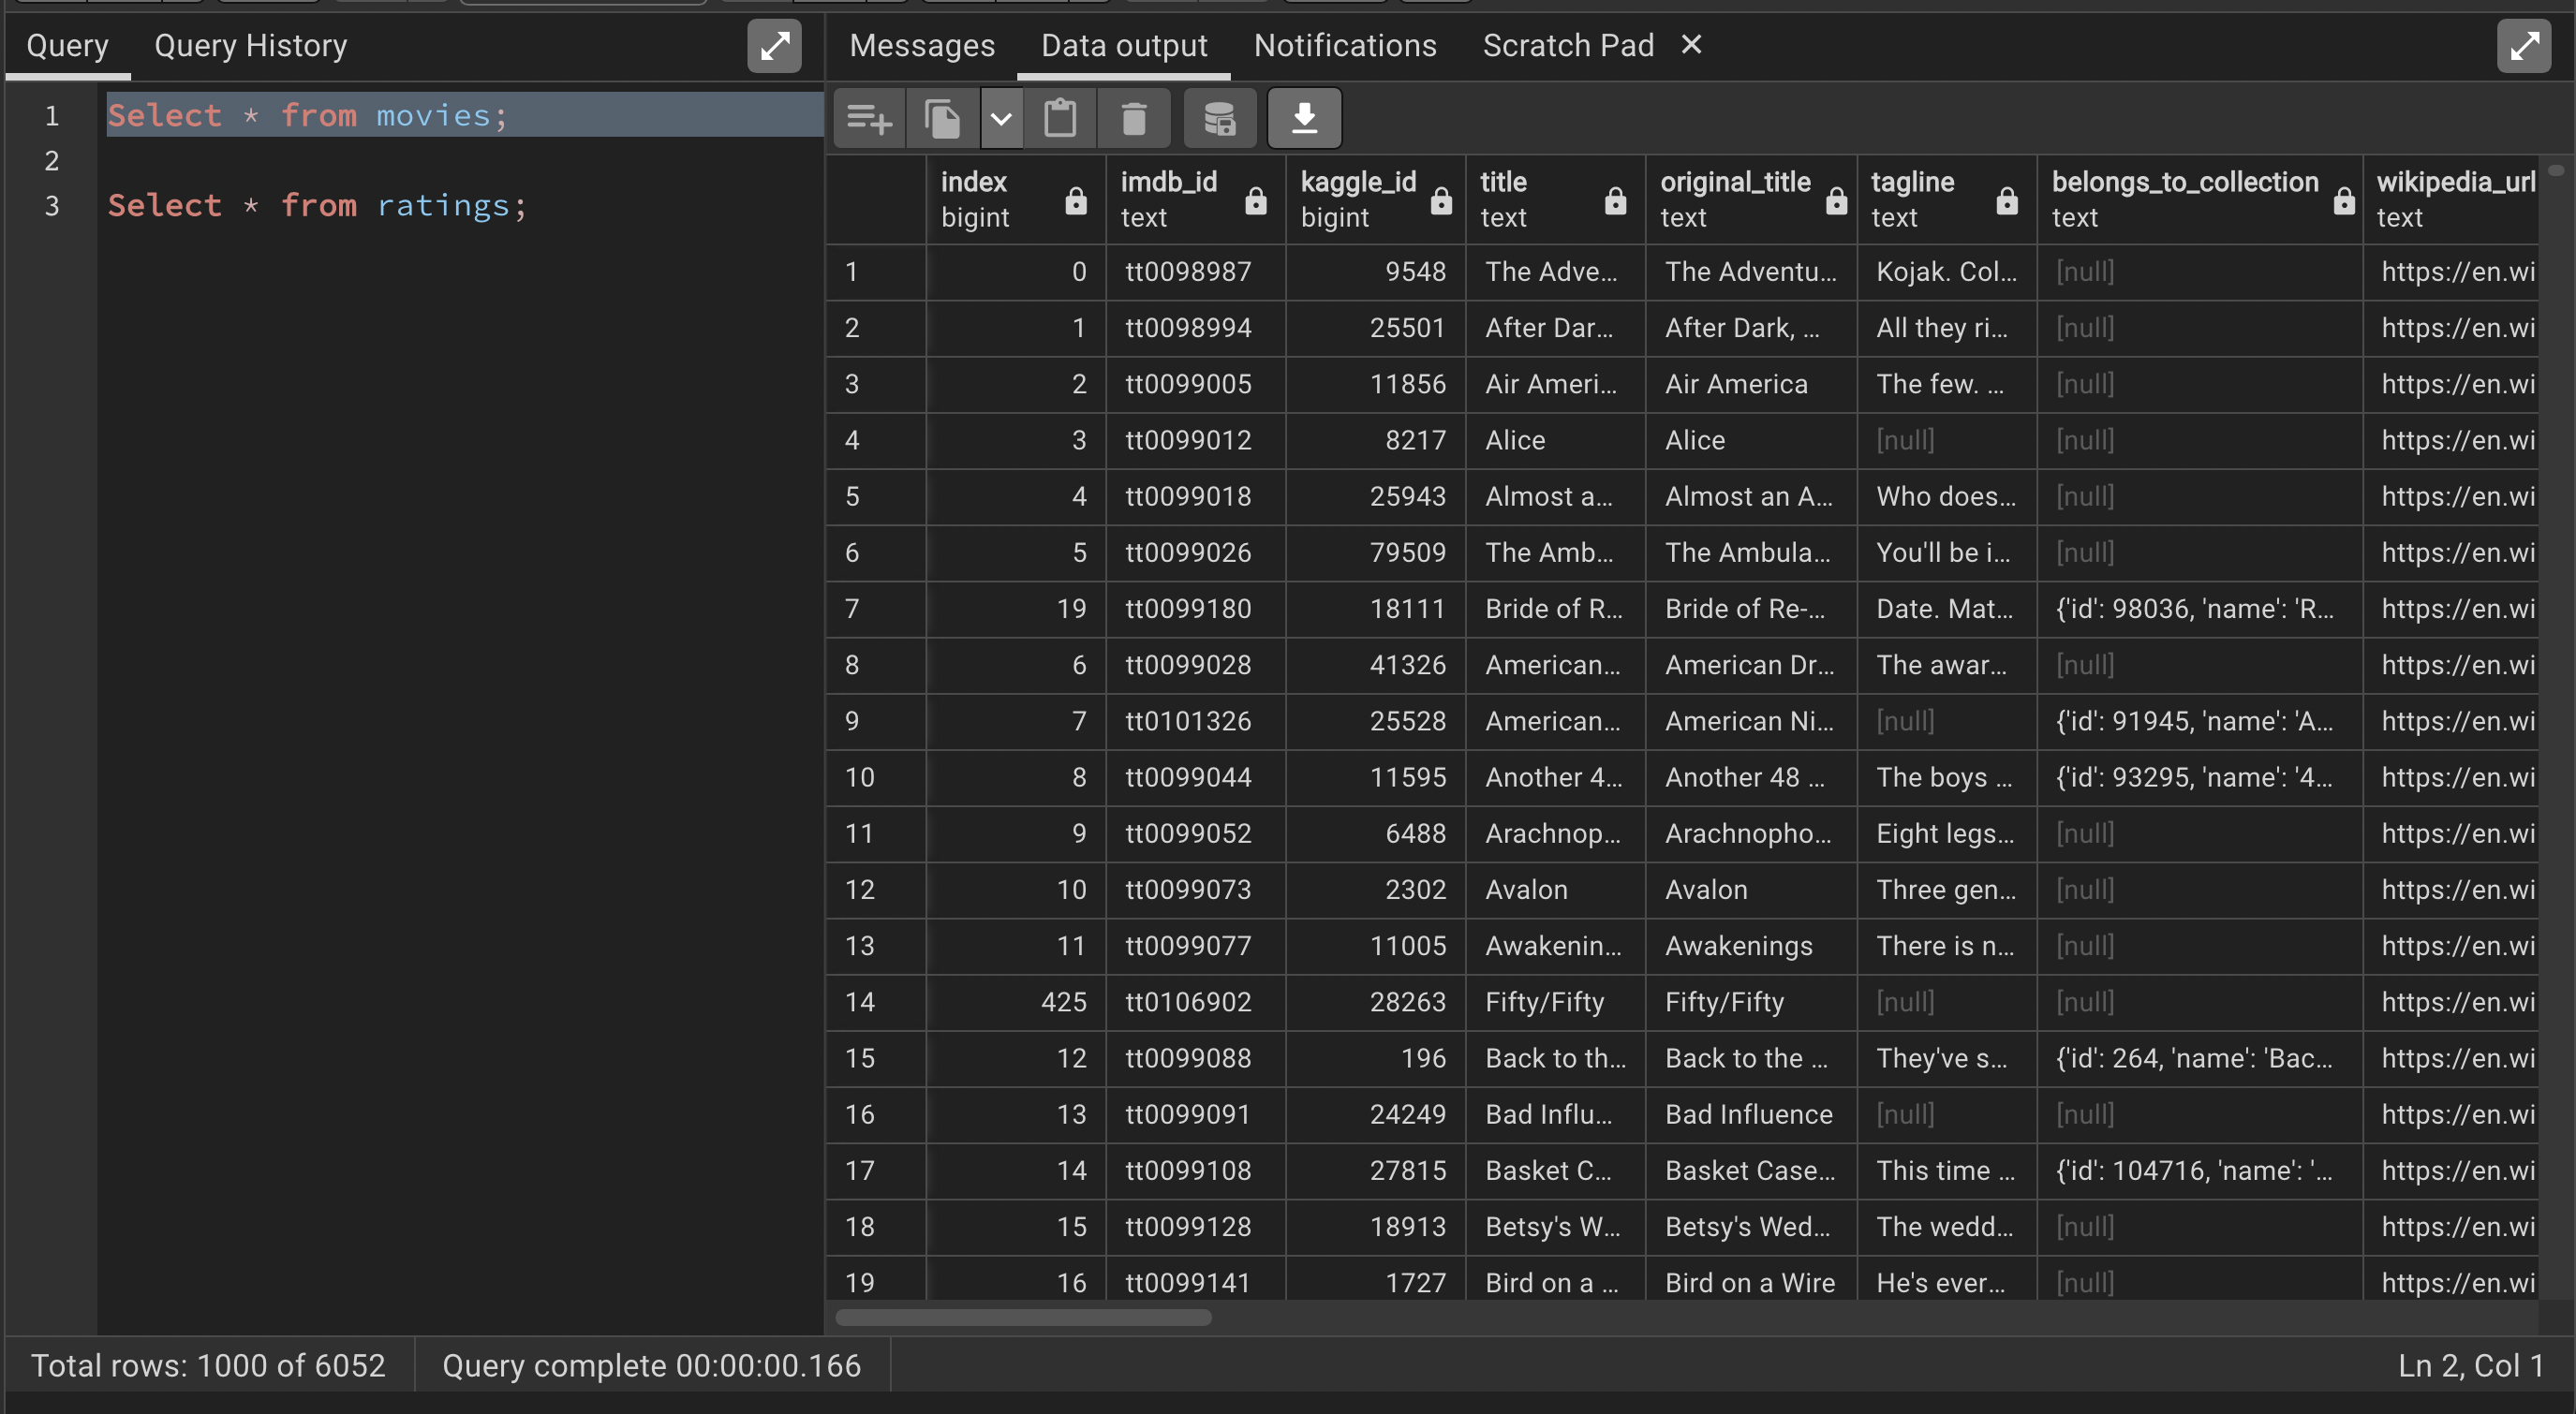 Query Query History
1 Select * from movies;
2
3 Select * from ratings;
Messages Data output Notifications Scratch Pad
index imdb_id kaggle_id title original_title tagline belongs_to_collection wikipedia_url
bigint text bigint text text text text text
1 0 tt0098987 9548 The Adve... The Adventu... Kojak. Col... [null] https://en.wi
2 1 tt0098994 25501 After Dar... After Dark, ... All they ri... [null] https://en.wi
3 2 tt0099005 11856 Air Ameri... Air America The few. ... [null] https://en.wi
4 3 tt0099012 8217 Alice Alice [null] [null] https://en.wi
5 4 tt0099018 25943 Almost a... Almost an A... Who does... [null] https://en.wi
6 5 tt0099026 79509 The Amb... The Ambula... You'll be i... [null] https://en.wi
7 19 tt0099180 18111 Bride of R... Bride of Re-... Date. Mat... {'id': 98036, 'name': 'R... https://en.wi
8 6 tt0099028 41326 American... American Dr... The awar... [null] https://en.wi
9 7 tt0101326 25528 American... American Ni... [null] {'id': 91945, 'name': 'A... https://en.wi
10 8 tt0099044 11595 Another 4... Another 48 ... The boys ... {'id': 93295, 'name': '4... https://en.wi
11 9 tt0099052 6488 Arachnop... Arachnopho... Eight legs... [null] https://en.wi
12 10 tt0099073 2302 Avalon Avalon Three gen... [null] https://en.wi
13 11 tt0099077 11005 Awakenin... Awakenings There is n... [null] https://en.wi
14 425 tt0106902 28263 Fifty/Fifty Fifty/Fifty [null] [null] https://en.wi
15 12 tt0099088 196 Back to th... Back to the ... They've s... {'id': 264, 'name': 'Bac... https://en.wi
16 13 tt0099091 24249 Bad Influ... Bad Influence [null] [null] https://en.wi
17 14 tt0099108 27815 Basket C... Basket Case... This time ... {'id': 104716, 'name': '... https://en.wi
18 15 tt0099128 18913 Betsy's W... Betsy's Wed... The wedd... [null] https://en.wi
19 16 tt0099141 1727 Bird on a ... Bird on a Wire He's ever... [null] https://en.wi
Total rows: 1000 of 6052 Query complete 00:00:00.166 Ln 2, Col 1